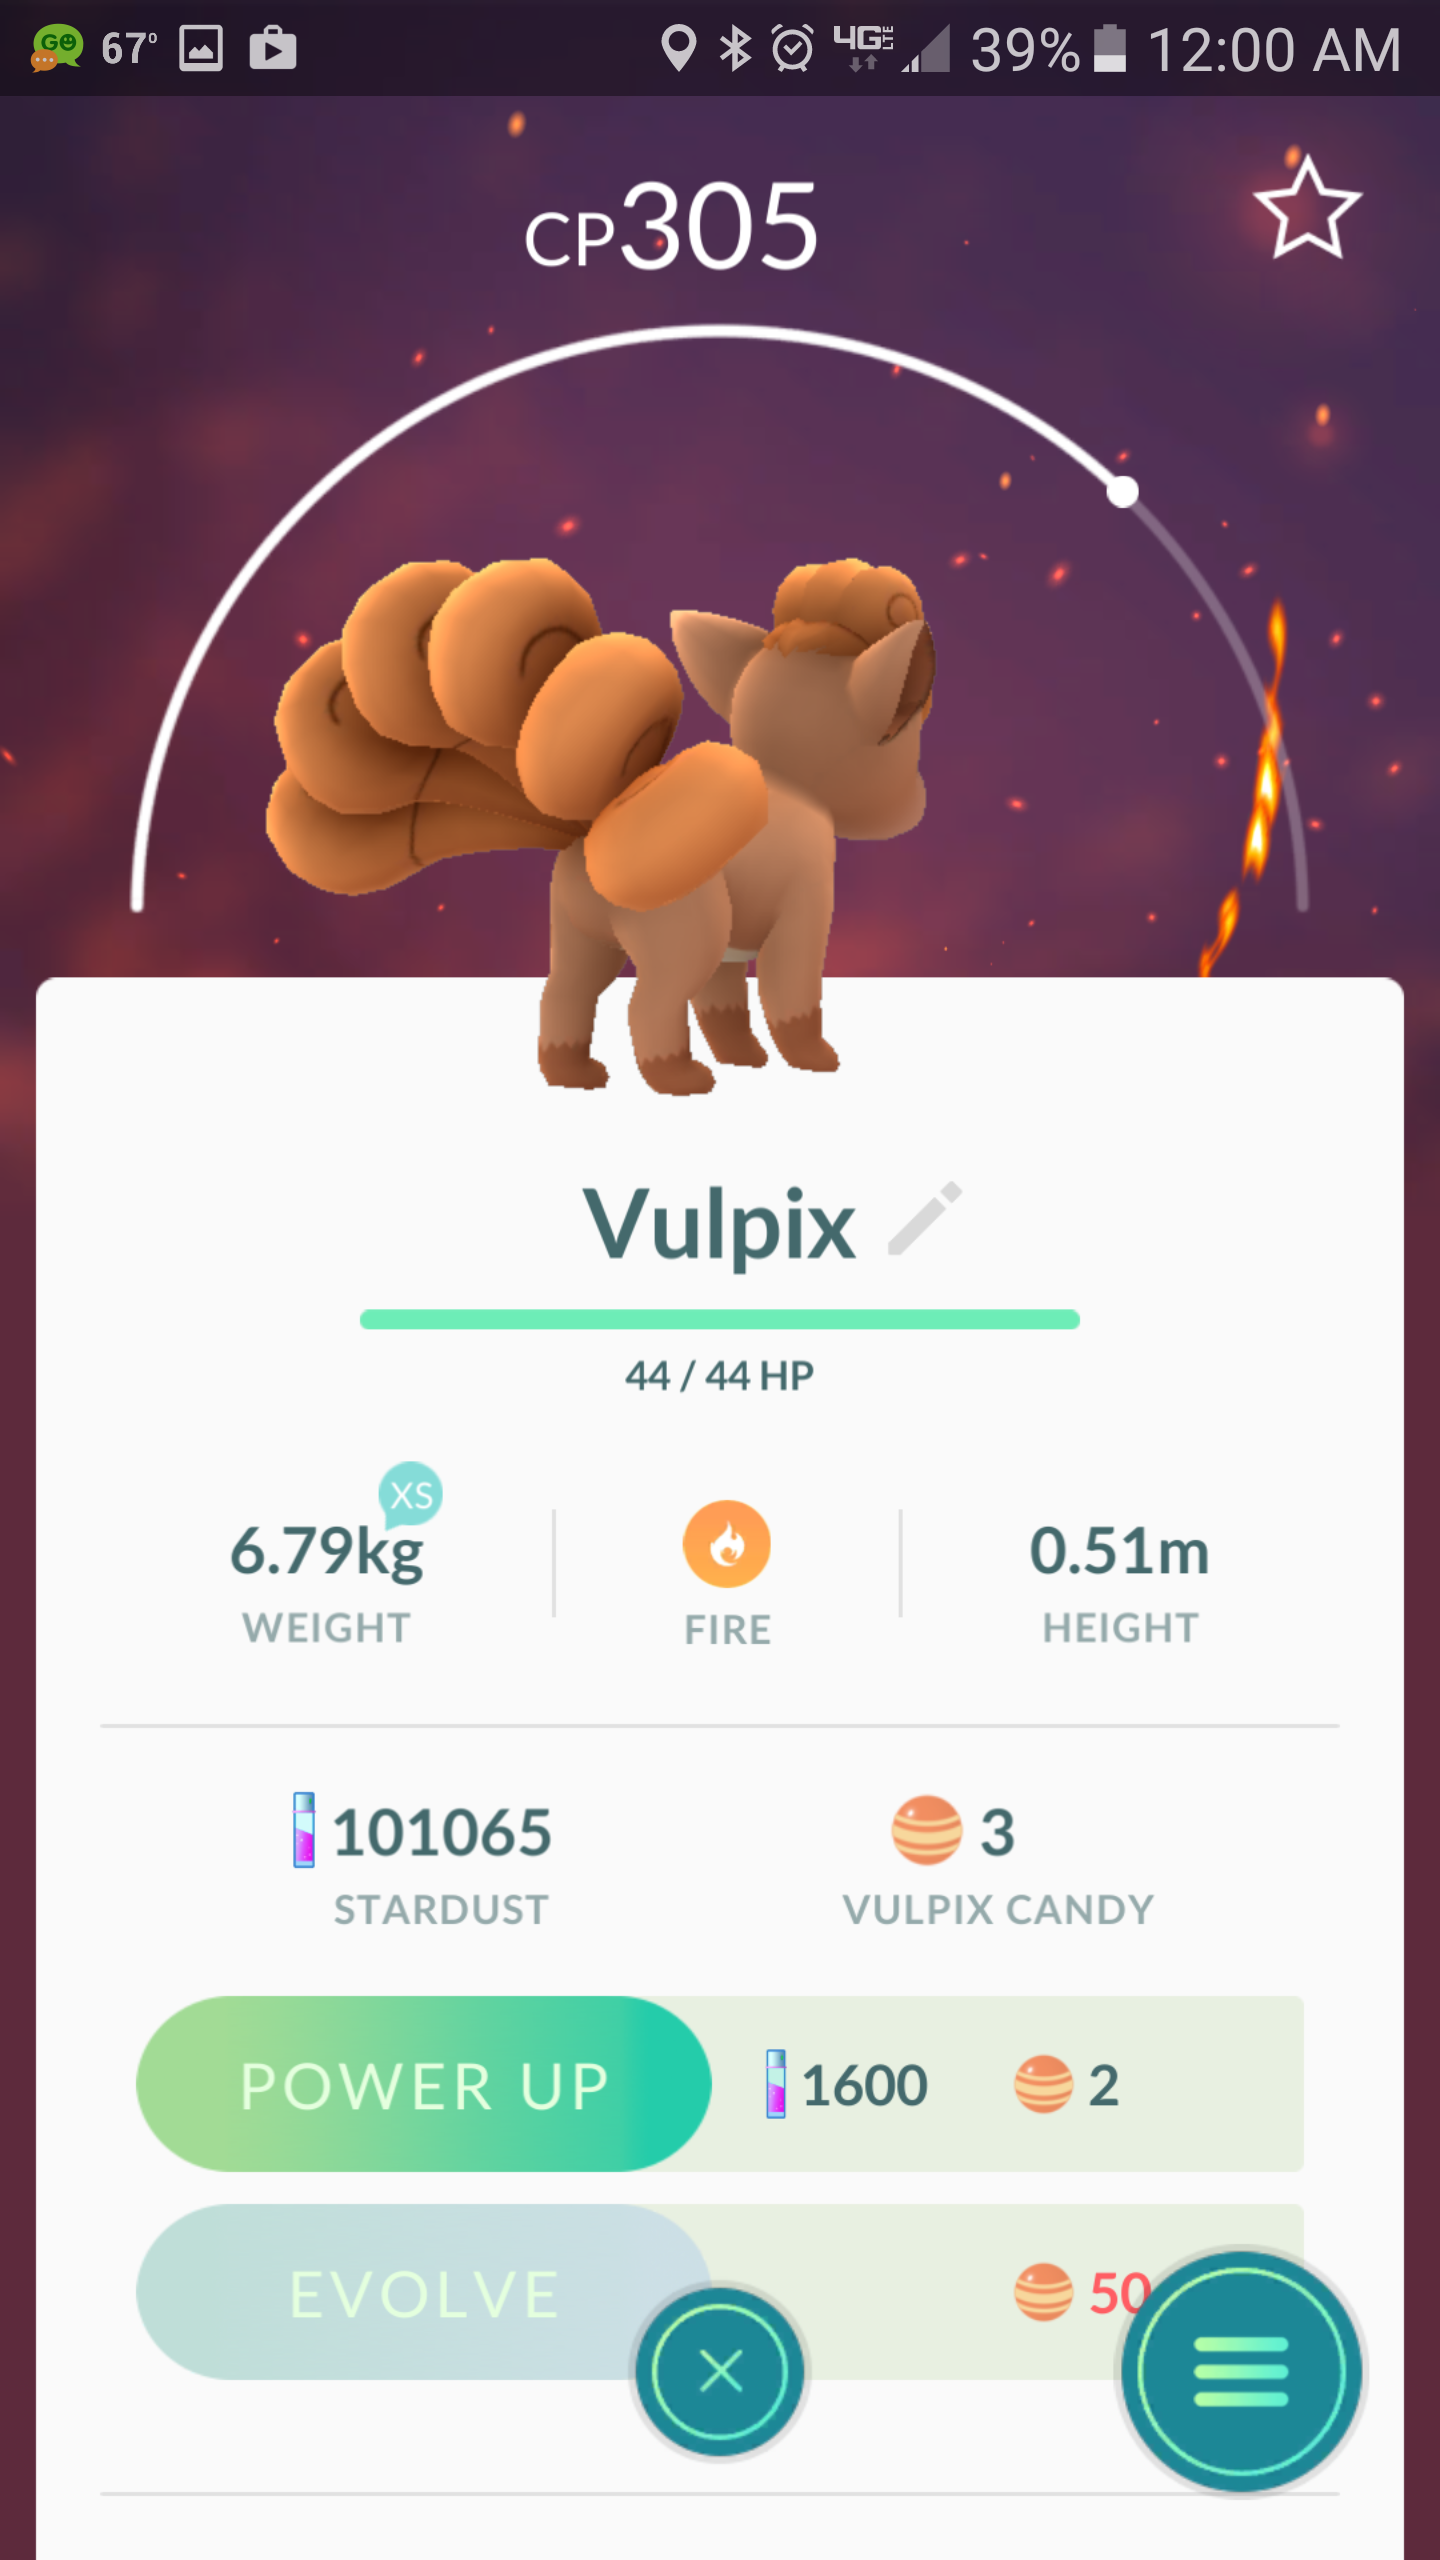 GO 67° 4G LTE 39% 12:00 AM
CP305
Vulpix
44 / 44 HP
XS
6.79kg
WEIGHT
FIRE
0.51m
HEIGHT
101065
STARDUST
3
VULPIX CANDY
POWER UP 1600 2
EVOLVE 50